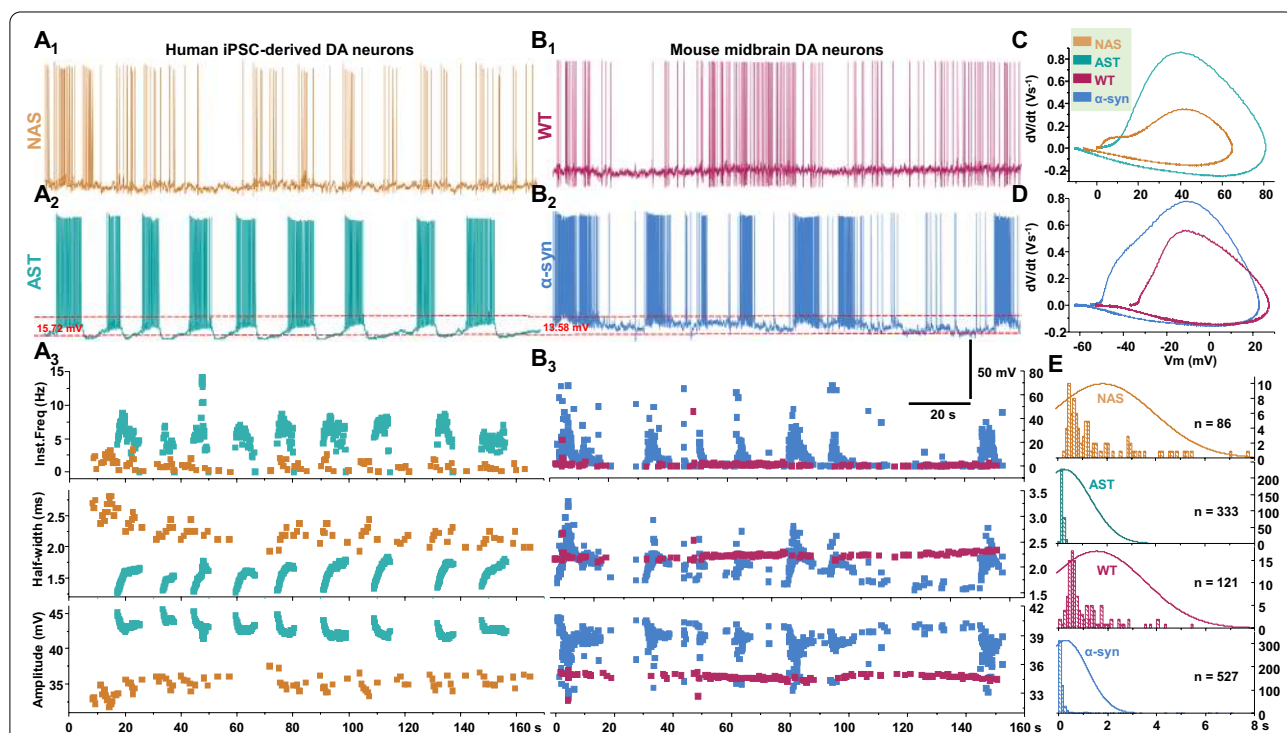 A1
Human iPSC-derived DA neurons
NAS
A2
AST
15.72 mV
B1
Mouse midbrain DA neurons
WT
B2
α-syn
13.58 mV
50 mV
20 s
C
NAS
AST
WT
α-syn
dV/dt (Vs-1)
0.8
0.6
0.4
0.2
0.0
-0.2
0 20 40 60 80
D
dV/dt (Vs-1)
0.8
0.6
0.4
0.2
0.0
-0.2
-60 -40 -20 0 20
Vm (mV)
A3
Inst.Freq (Hz)
15
10
5
0
Half-width (ms)
2.5
2.0
1.5
Amplitude (mV)
45
40
35
0 20 40 60 80 100 120 140 160 s
B3
80
60
40
20
0
3.5
3.0
2.5
2.0
1.5
42
39
36
33
0 20 40 60 80 100 120 140 160 s
E
NAS
n = 86
10
8
6
4
2
0
AST
n = 333
200
150
100
50
0
WT
n = 121
15
10
5
0
α-syn
n = 527
300
200
100
0
0 2 4 6 8 s